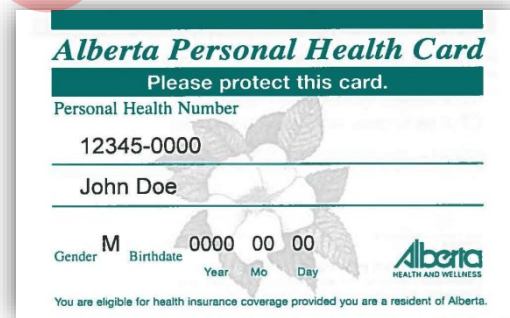 Alberta Personal Health Card
Please protect this card.
Personal Health Number
12345-0000
John Doe
Gender M Birthdate 0000 00 00
Year Mo Day
Alberta
HEALTH AND WELLNESS
You are eligible for health insurance coverage provided you are a resident of Alberta.